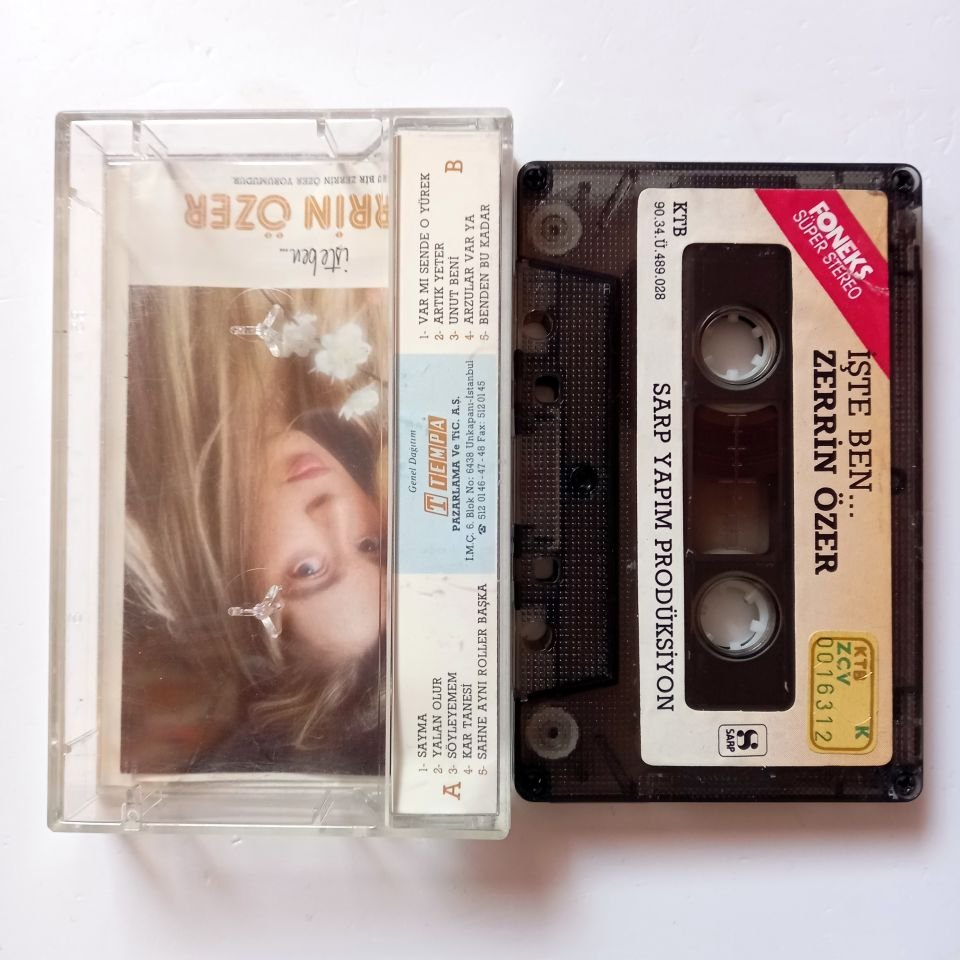 BU BİR ZERRİN ÖZER YORUMUDUR.
RRİN ÖZER
işte ben...
A
1- SAYMA
2- YALAN OLUR
3- SÖYLEYEMEM
4- KAR TANESİ
5- SAHNE AYNI ROLLER BAŞKA
Genel Dağıtım
T TEMPA
PAZARLAMA Ve TİC. A.Ş.
I.M.Ç. 6. Blok No: 6438 Unkapanı-İstanbul
☎ 512 01 46-47-48 Fax: 512 01 45
B
1- VAR MI SENDE O YÜREK
2- ARTIK YETER
3- UNUT BENİ
4- ARZULAR VAR YA
5- BENDEN BU KADAR
FONEKS
SÜPER STEREO
İŞTE BEN...
ZERRİN ÖZER
KTB
90.34.Ü.489.028
SARP YAPIM PRODÜKSİYON
S
SARP
KTB K
ZCV
0016312